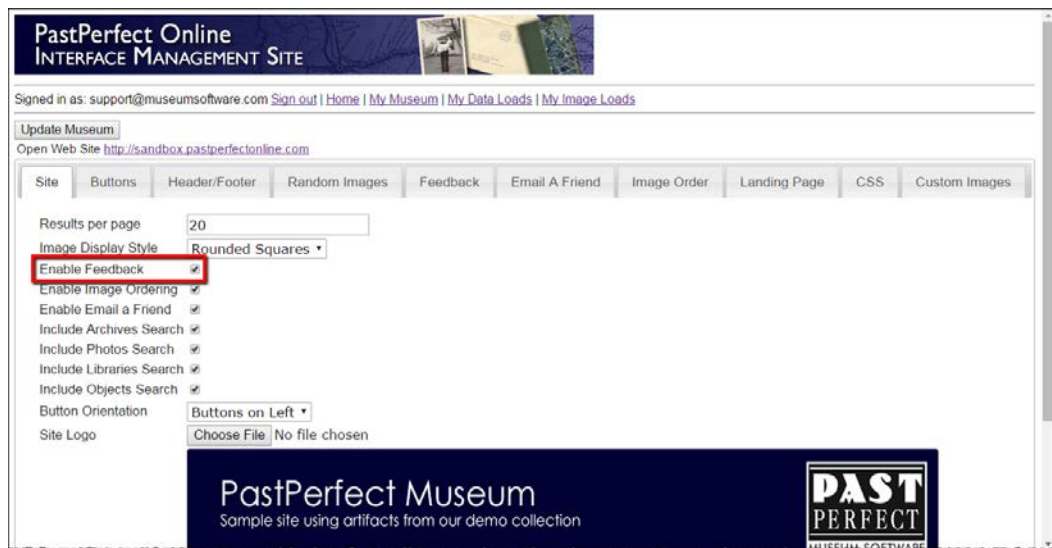 PastPerfect Online
INTERFACE MANAGEMENT SITE
Signed in as: support@museumsoftware.com Sign out | Home | My Museum | My Data Loads | My Image Loads
Update Museum
Open Web Site http://sandbox.pastperfectonline.com
Site Buttons Header/Footer Random Images Feedback Email A Friend Image Order Landing Page CSS Custom Images
Results per page 20
Image Display Style Rounded Squares
Enable Feedback
Enable Image Ordering
Enable Email a Friend
Include Archives Search
Include Photos Search
Include Libraries Search
Include Objects Search
Button Orientation Buttons on Left
Site Logo Choose File No file chosen
PastPerfect Museum
Sample site using artifacts from our demo collection
PAST
PERFECT
MUSEUM SOFTWARE